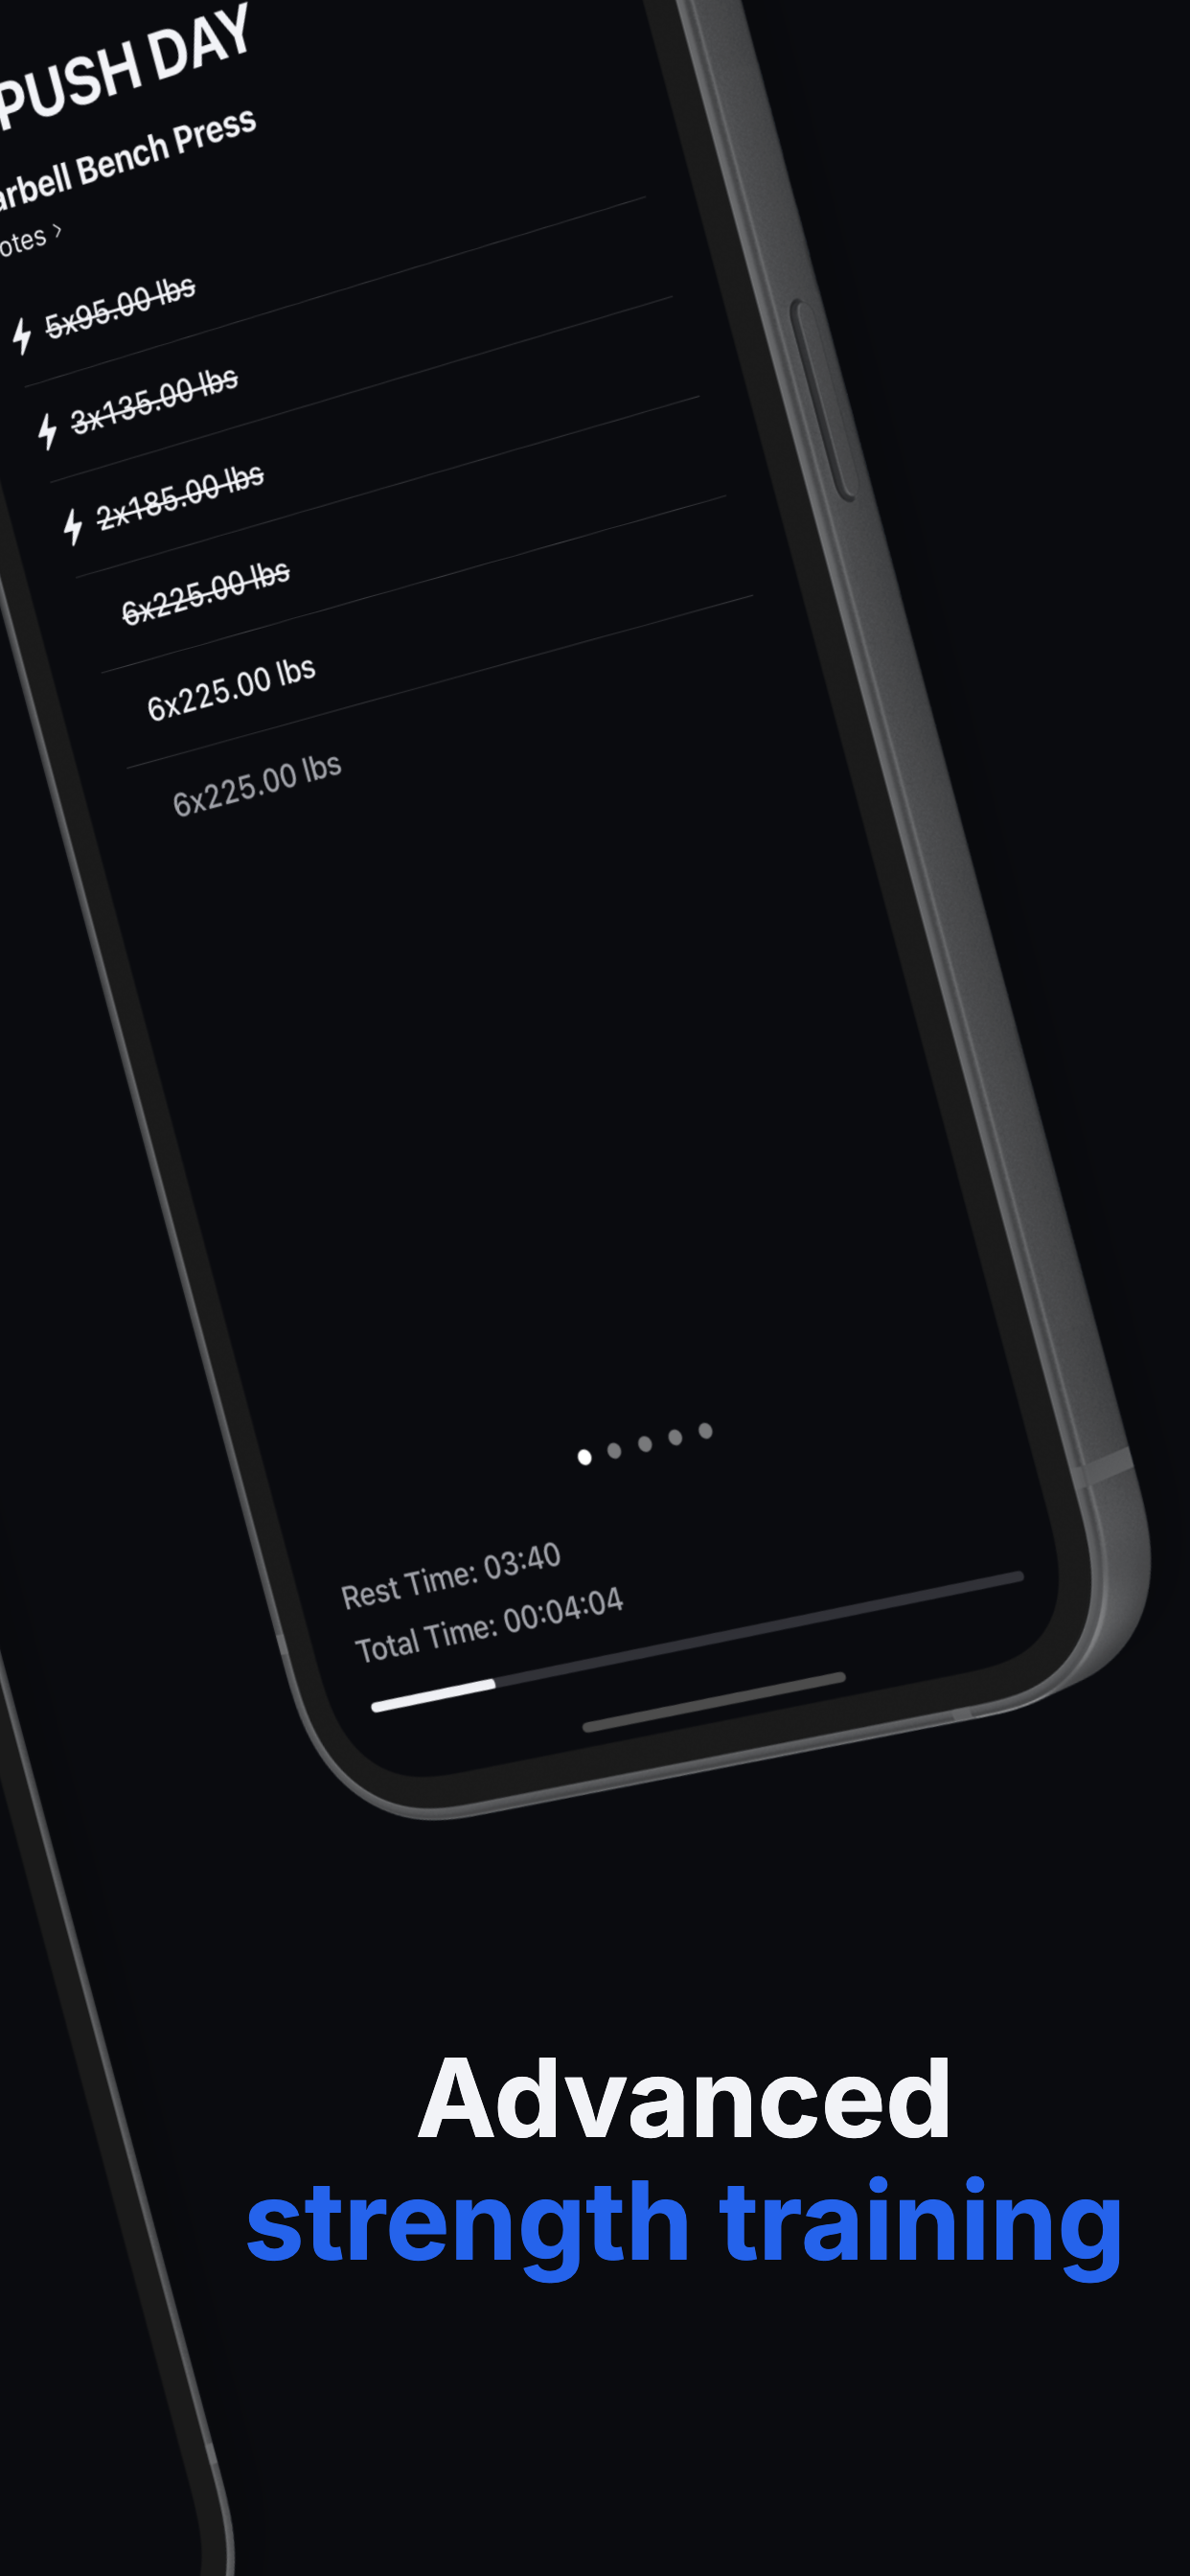 PUSH DAY
arbell Bench Press
otes >
5x95.00 lbs
3x135.00 lbs
2x185.00 lbs
6x225.00 lbs
6x225.00 lbs
6x225.00 lbs
Rest Time: 03:40
Total Time: 00:04:04
Advanced
strength training